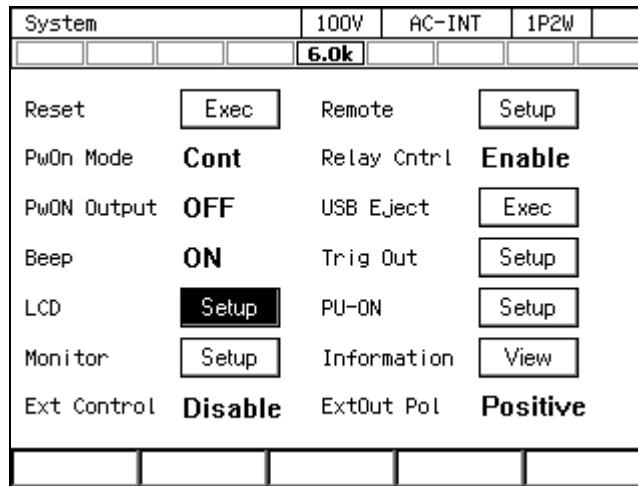 System 100V AC-INT 1P2W
6.0k
Reset Exec Remote Setup
PwOn Mode Cont Relay Cntrl Enable
PwON Output OFF USB Eject Exec
Beep ON Trig Out Setup
LCD Setup PU-ON Setup
Monitor Setup Information View
Ext Control Disable ExtOut Pol Positive